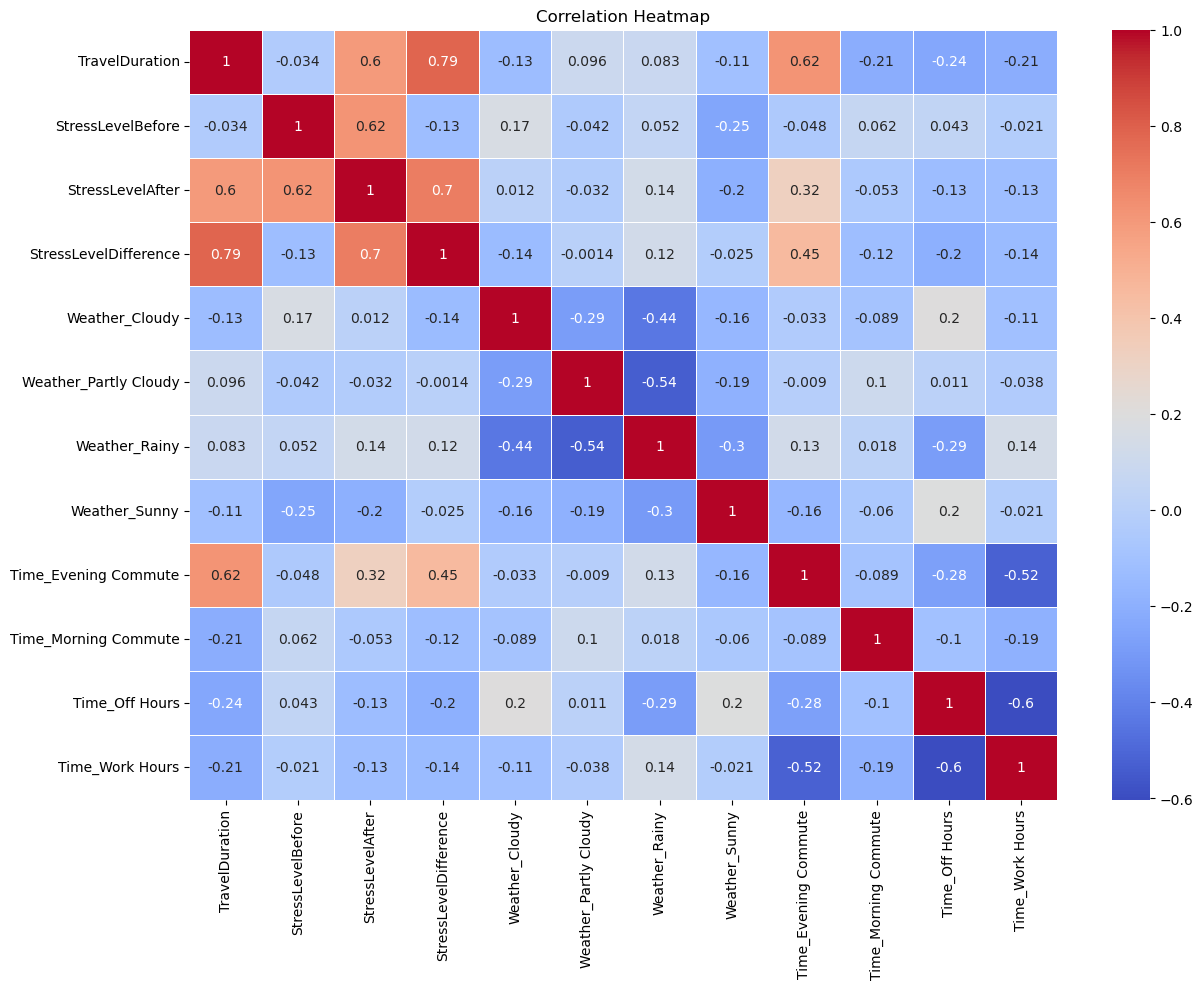 Correlation Heatmap
TravelDuration 1 -0.034 0.6 0.79 -0.13 0.096 0.083 -0.11 0.62 -0.21 -0.24 -0.21
StressLevelBefore -0.034 1 0.62 -0.13 0.17 -0.042 0.052 -0.25 -0.048 0.062 0.043 -0.021
StressLevelAfter 0.6 0.62 1 0.7 0.012 -0.032 0.14 -0.2 0.32 -0.053 -0.13 -0.13
StressLevelDifference 0.79 -0.13 0.7 1 -0.14 -0.0014 0.12 -0.025 0.45 -0.12 -0.2 -0.14
Weather_Cloudy -0.13 0.17 0.012 -0.14 1 -0.29 -0.44 -0.16 -0.033 -0.089 0.2 -0.11
Weather_Partly Cloudy 0.096 -0.042 -0.032 -0.0014 -0.29 1 -0.54 -0.19 -0.009 0.1 0.011 -0.038
Weather_Rainy 0.083 0.052 0.14 0.12 -0.44 -0.54 1 -0.3 0.13 0.018 -0.29 0.14
Weather_Sunny -0.11 -0.25 -0.2 -0.025 -0.16 -0.19 -0.3 1 -0.16 -0.06 0.2 -0.021
Time_Evening Commute 0.62 -0.048 0.32 0.45 -0.033 -0.009 0.13 -0.16 1 -0.089 -0.28 -0.52
Time_Morning Commute -0.21 0.062 -0.053 -0.12 -0.089 0.1 0.018 -0.06 -0.089 1 -0.1 -0.19
Time_Off Hours -0.24 0.043 -0.13 -0.2 0.2 0.011 -0.29 0.2 -0.28 -0.1 1 -0.6
Time_Work Hours -0.21 -0.021 -0.13 -0.14 -0.11 -0.038 0.14 -0.021 -0.52 -0.19 -0.6 1
TravelDuration
StressLevelBefore
StressLevelAfter
StressLevelDifference
Weather_Cloudy
Weather_Partly Cloudy
Weather_Rainy
Weather_Sunny
Time_Evening Commute
Time_Morning Commute
Time_Off Hours
Time_Work Hours
1.0
0.8
0.6
0.4
0.2
0.0
-0.2
-0.4
-0.6